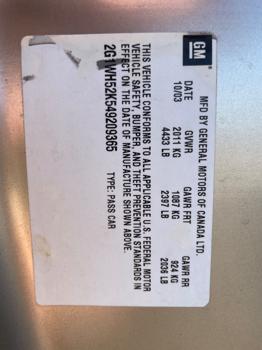 GM
MFD BY GENERAL MOTORS OF CANADA LTD.
DATE GVWR GAWR FRT GAWR RR
10/03 2011 KG 1087 KG 924 KG
4433 LB 2397 LB 2036 LB
THIS VEHICLE CONFORMS TO ALL APPLICABLE U.S. FEDERAL MOTOR
VEHICLE SAFETY, BUMPER, AND THEFT PREVENTION STANDARDS IN
EFFECT ON THE DATE OF MANUFACTURE SHOWN ABOVE.
2G1WH52K549209365 TYPE: PASS CAR